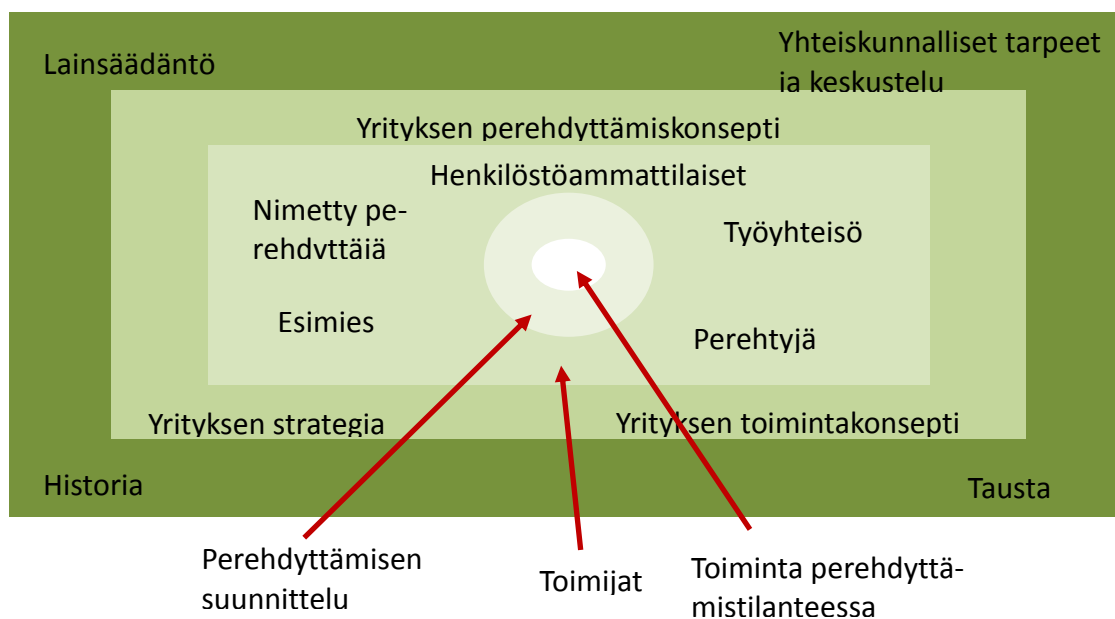 Lainsäädäntö
Yhteiskunnalliset tarpeet
ja keskustelu
Yrityksen perehdyttämiskonsepti
Henkilöstöammattilaiset
Nimetty pe-
rehdyttäjä
Työyhteisö
Esimies
Perehtyjä
Yrityksen strategia
Yrityksen toimintakonsepti
Historia
Tausta
Perehdyttämisen
suunnittelu
Toimijat
Toiminta perehdyttä-
mistilanteessa